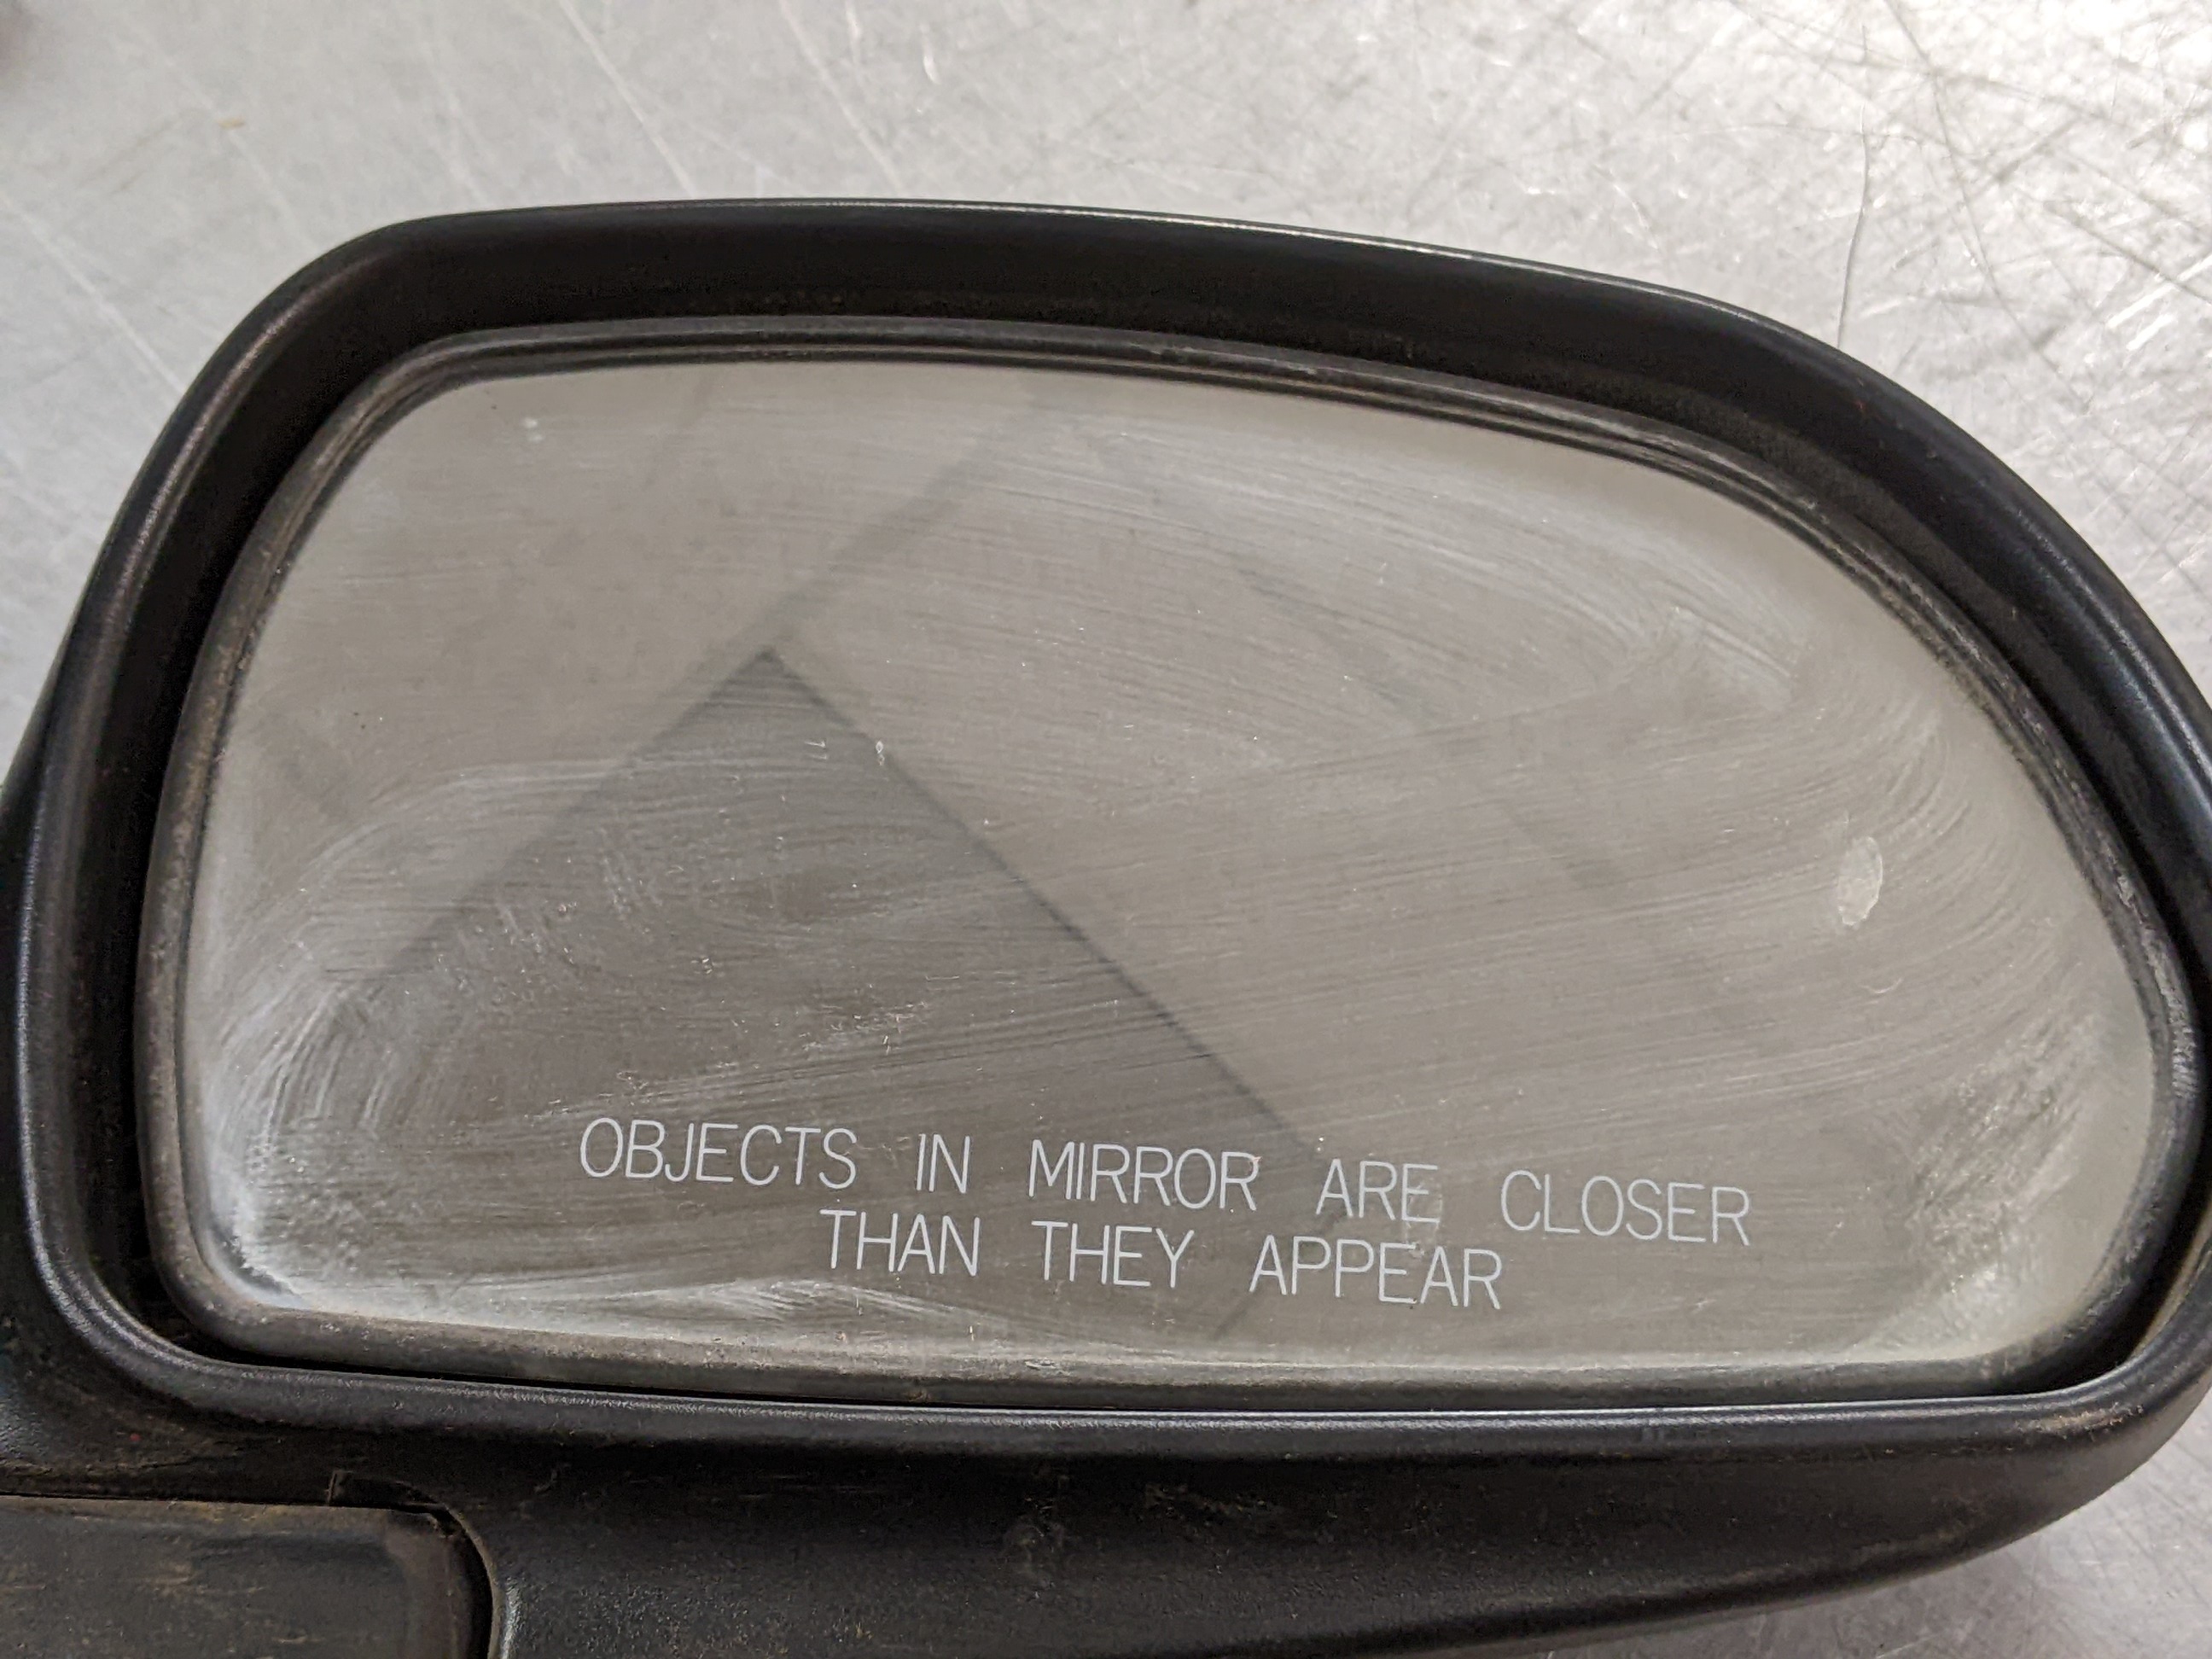 OBJECTS IN MIRROR ARE CLOSER
THAN THEY APPEAR